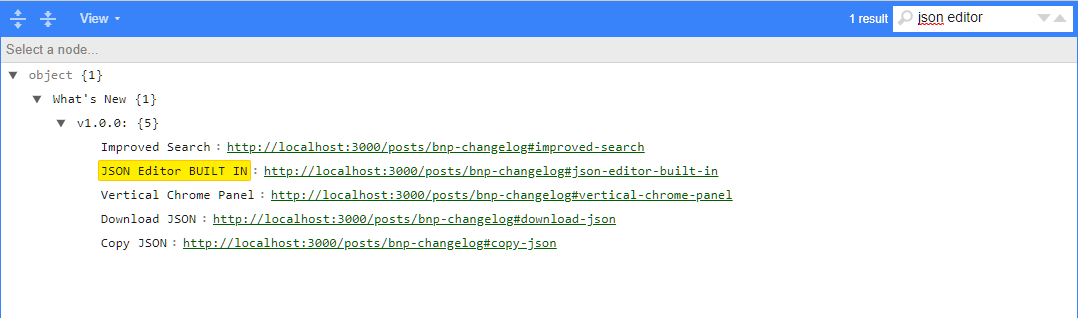 View
1 result
json editor
Select a node...
object {1}
What's New {1}
v1.0.0: {5}
Improved Search : http://localhost:3000/posts/bnp-changelog#improved-search
JSON Editor BUILT IN : http://localhost:3000/posts/bnp-changelog#json-editor-built-in
Vertical Chrome Panel : http://localhost:3000/posts/bnp-changelog#vertical-chrome-panel
Download JSON : http://localhost:3000/posts/bnp-changelog#download-json
Copy JSON : http://localhost:3000/posts/bnp-changelog#copy-json